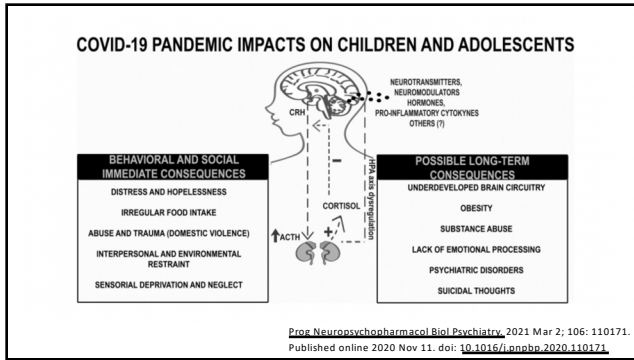 COVID-19 PANDEMIC IMPACTS ON CHILDREN AND ADOLESCENTS
NEUROTRANSMITTERS,
NEUROMODULATORS
HORMONES,
PRO-INFLAMMATORY CYTOKYNES
OTHERS (?)
CRH
BEHAVIORAL AND SOCIAL
IMMEDIATE CONSEQUENCES
DISTRESS AND HOPELESSNESS
IRREGULAR FOOD INTAKE
ABUSE AND TRAUMA (DOMESTIC VIOLENCE)
INTERPERSONAL AND ENVIRONMENTAL
RESTRAINT
SENSORIAL DEPRIVATION AND NEGLECT
–
HPA axis dysregulation
CORTISOL
+
ACTH
POSSIBLE LONG-TERM
CONSEQUENCES
UNDERDEVELOPED BRAIN CIRCUITRY
OBESITY
SUBSTANCE ABUSE
LACK OF EMOTIONAL PROCESSING
PSYCHIATRIC DISORDERS
SUICIDAL THOUGHTS
Prog Neuropsychopharmacol Biol Psychiatry. 2021 Mar 2; 106: 110171.
Published online 2020 Nov 11. doi: 10.1016/j.pnpbp.2020.110171